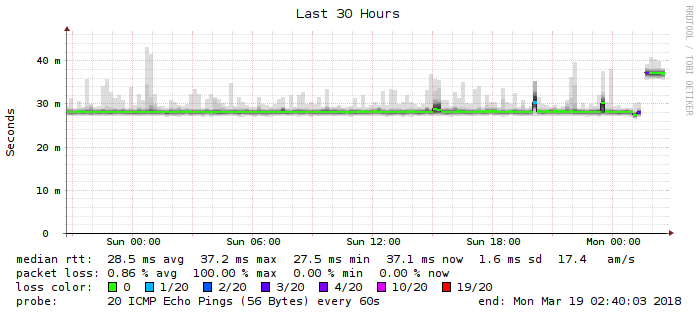 Last 30 Hours
RRDTOOL / TOBI OETIKER
Seconds
40 m
30 m
20 m
10 m
0
Sun 00:00 Sun 06:00 Sun 12:00 Sun 18:00 Mon 00:00
median rtt: 28.5 ms avg 37.2 ms max 27.5 ms min 37.1 ms now 1.6 ms sd 17.4 am/s
packet loss: 0.86 % avg 100.00 % max 0.00 % min 0.00 % now
loss color: 0 1/20 2/20 3/20 4/20 10/20 19/20
probe: 20 ICMP Echo Pings (56 Bytes) every 60s end: Mon Mar 19 02:40:03 2018